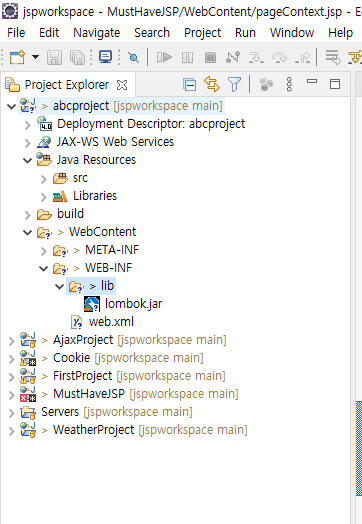 jspworkspace - MustHaveJSP/WebContent/pageContext.jsp - E
File Edit Navigate Search Project Run Window H
Project Explorer
> abcproject [jspworkspace main]
Deployment Descriptor: abcproject
JAX-WS Web Services
Java Resources
src
Libraries
build
> WebContent
> META-INF
> WEB-INF
> lib
lombok.jar
web.xml
> AjaxProject [jspworkspace main]
> Cookie [jspworkspace main]
> FirstProject [jspworkspace main]
> MustHaveJSP [jspworkspace main]
Servers [jspworkspace main]
> WeatherProject [jspworkspace main]